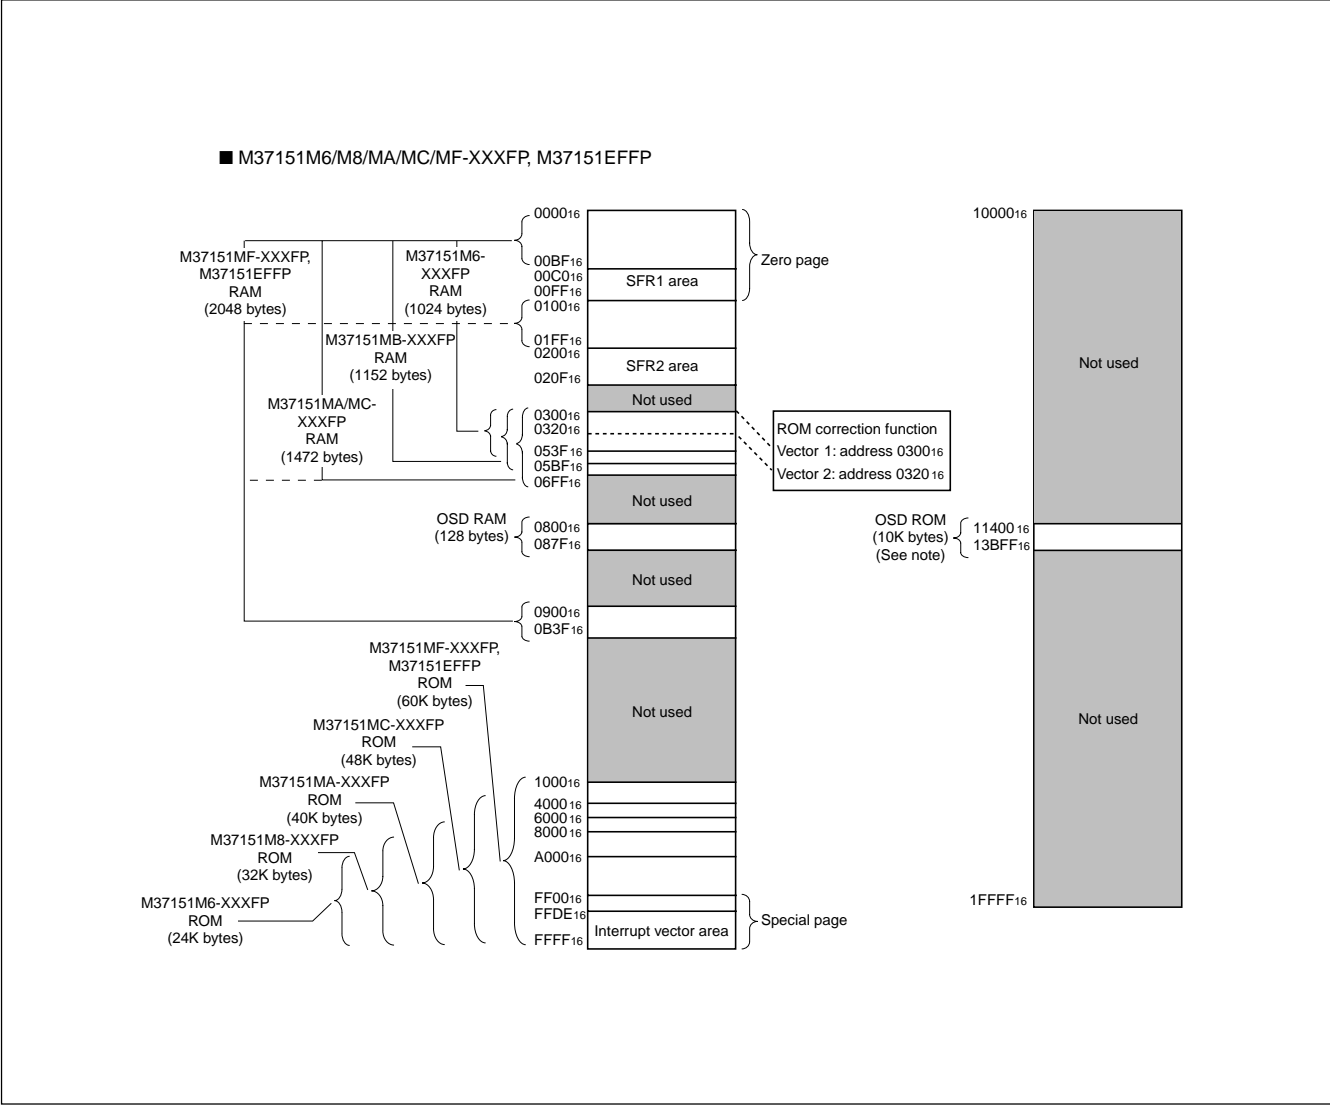 ■ M37151M6/M8/MA/MC/MF-XXXFP, M37151EFFP
M37151MF-XXXFP,
M37151EFFP
RAM
(2048 bytes)
M37151M6-
XXXFP
RAM
(1024 bytes)
M37151MB-XXXFP
RAM
(1152 bytes)
M37151MA/MC-
XXXFP
RAM
(1472 bytes)
OSD RAM
(128 bytes)
M37151MF-XXXFP,
M37151EFFP
ROM
(60K bytes)
M37151MC-XXXFP
ROM
(48K bytes)
M37151MA-XXXFP
ROM
(40K bytes)
M37151M8-XXXFP
ROM
(32K bytes)
M37151M6-XXXFP
ROM
(24K bytes)
000016
00BF16
00C016
00FF16
010016
01FF16
020016
020F16
030016
032016
053F16
05BF16
06FF16
080016
087F16
090016
0B3F16
100016
400016
600016
800016
A00016
FF0016
FFDE16
FFFF16
SFR1 area
SFR2 area
Not used
Not used
Not used
Not used
Interrupt vector area
Zero page
ROM correction function
Vector 1: address 030016
Vector 2: address 032016
Special page
1000016
OSD ROM
(10K bytes)
(See note)
1140016
13BFF16
1FFFF16
Not used
Not used